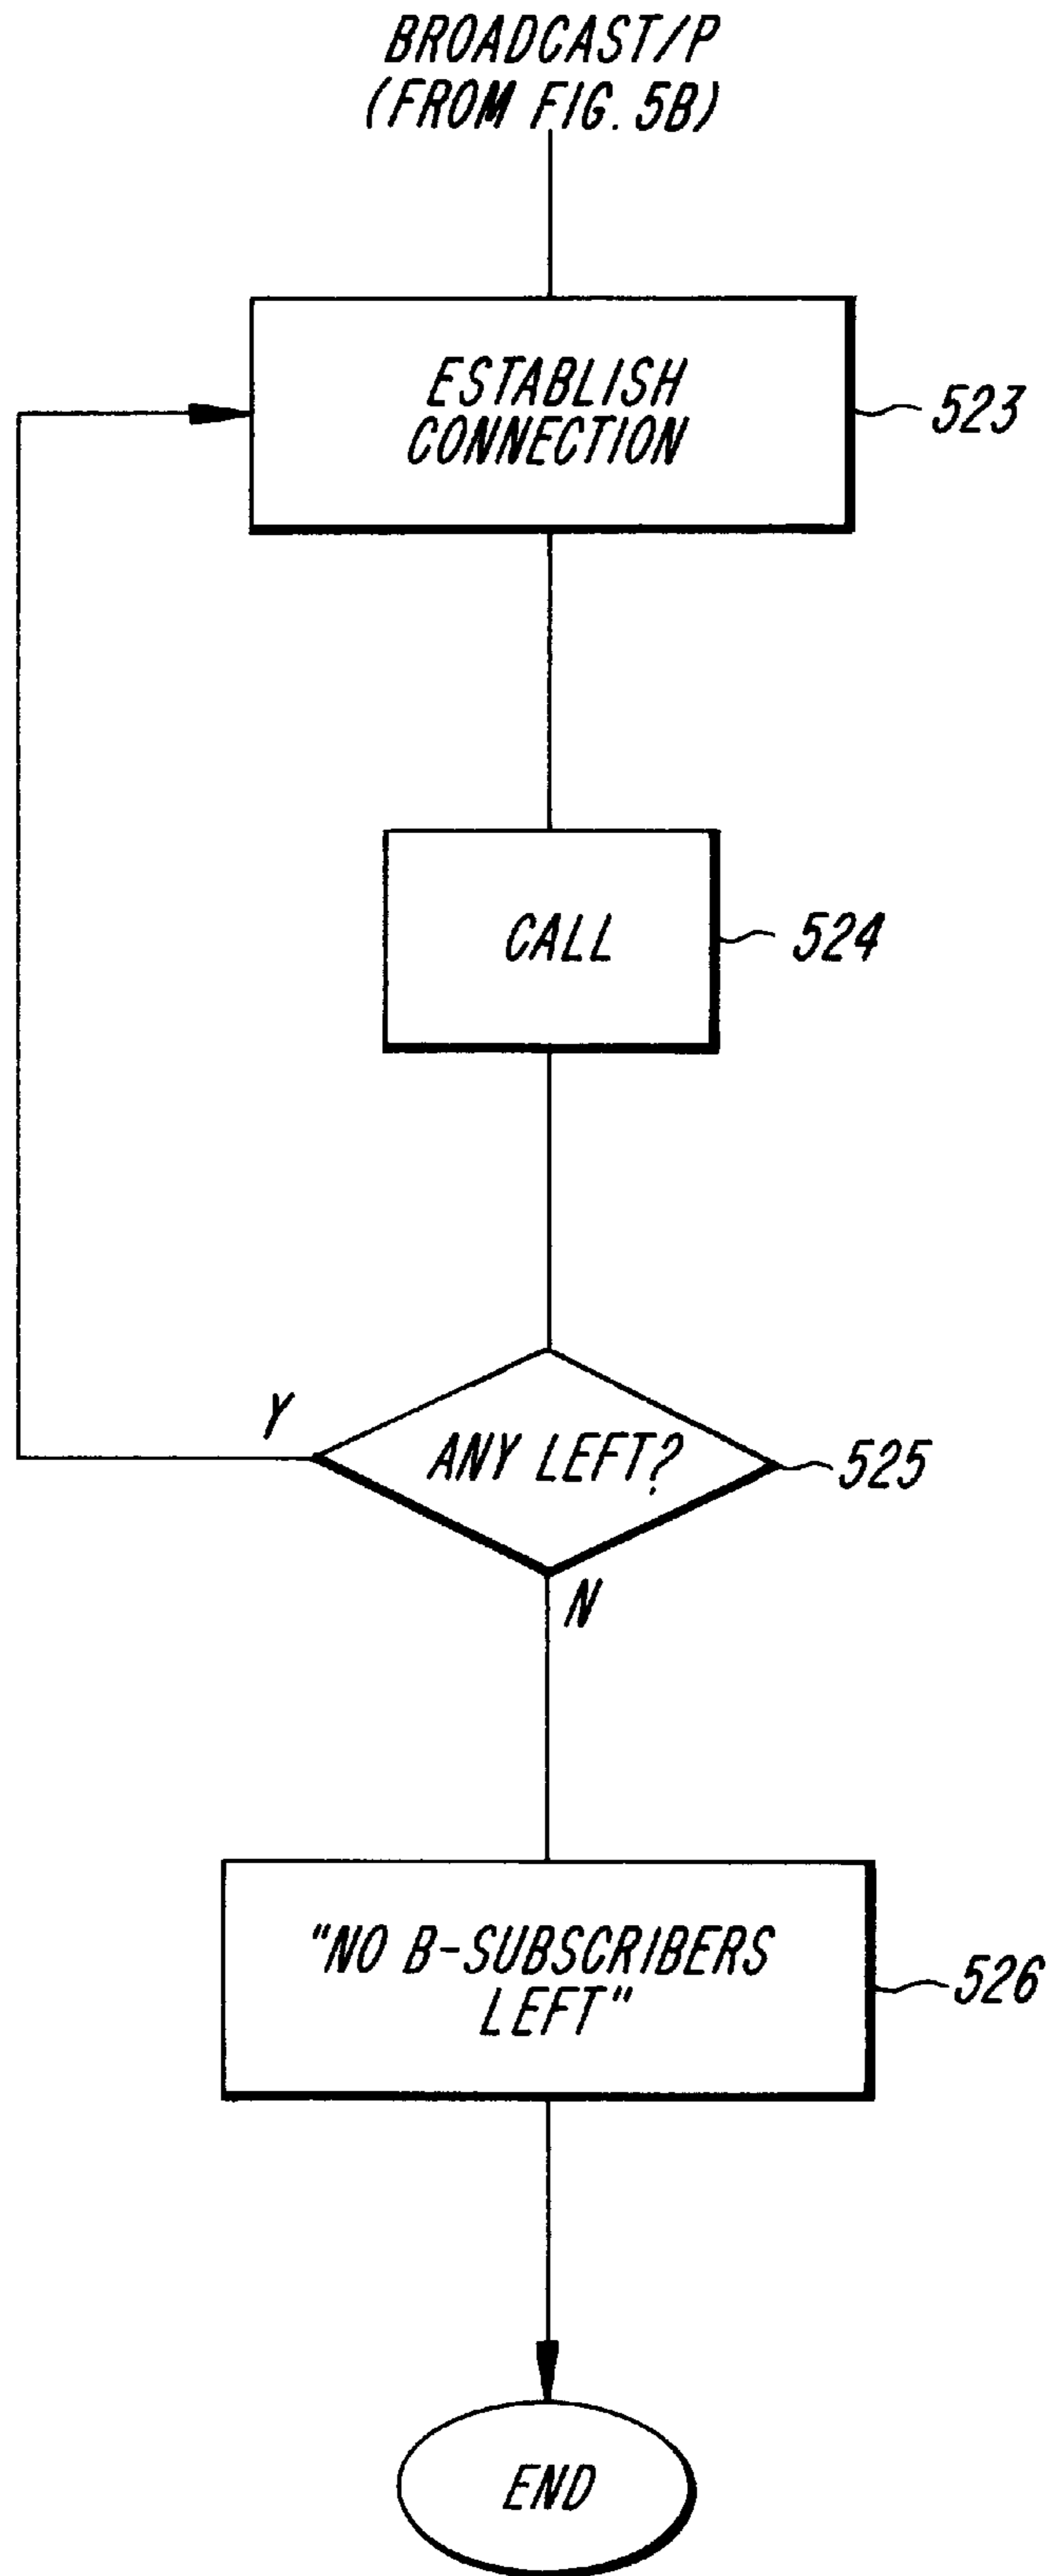 BROADCAST/P
(FROM FIG. 5B)
ESTABLISH
CONNECTION
523
CALL
524
Y
ANY LEFT?
525
N
"NO B-SUBSCRIBERS
LEFT"
526
END